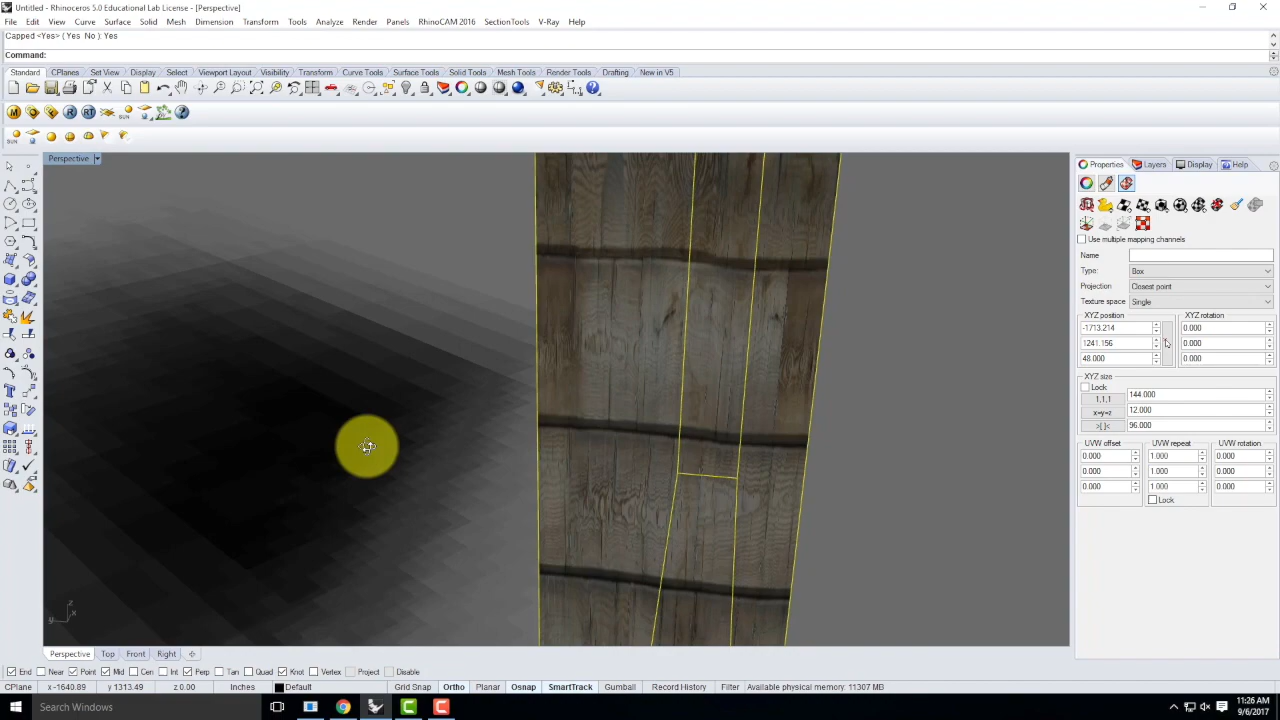 Untitled - Rhinoceros 5.0 Educational Lab License - [Perspective]
File Edit View Curve Surface Solid Mesh Dimension Transform Tools Analyze Render Panels RhinoCAM 2016 SectionTools V-Ray Help
Capped <Yes> ( Yes No ): Yes
Command:
Standard CPlanes Set View Display Select Viewport Layout Visibility Transform Curve Tools Surface Tools Solid Tools Mesh Tools Render Tools Drafting New in V5
M R RT
SUN
Perspective
Properties Layers Display Help
Use multiple mapping channels
Name
Type: Box
Projection Closest point
Texture space Single
XYZ position XYZ rotation
-1713.214 0.000
1241.156 0.000
48.000 0.000
XYZ size
Lock 144.000
1,1,1
x=y=z 12.000
>[ ]< 96.000
UVW offset UVW repeat UVW rotation
0.000 1.000 0.000
0.000 1.000 0.000
0.000 1.000 0.000
Lock
z
y x
Perspective Top Front Right
End Near Point Mid Cen Int Perp Tan Quad Knot Vertex Project Disable
CPlane x -1640.89 y 1313.49 z 0.00 Inches Default Grid Snap Ortho Planar Osnap SmartTrack Gumball Record History Filter Available physical memory: 11307 MB
Search Windows
11:26 AM
9/6/2017